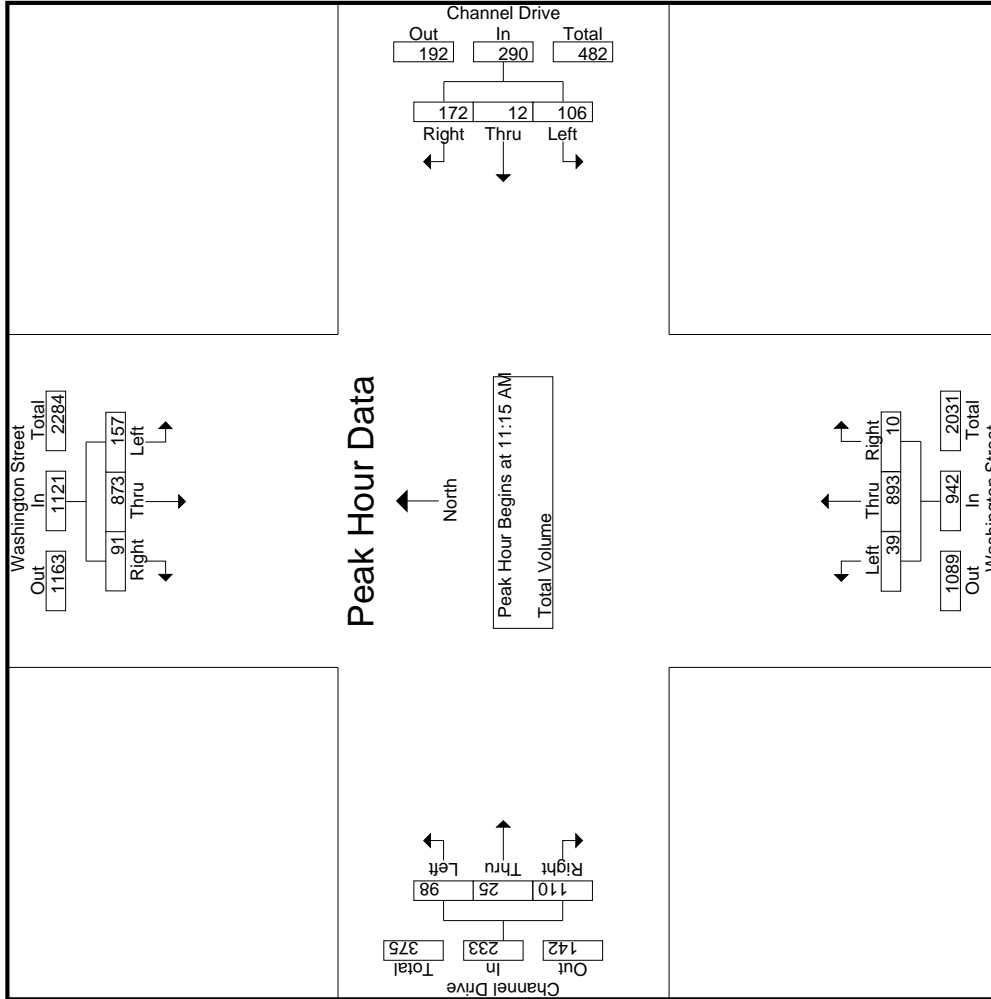 Channel Drive
Out In Total
192 290 482
172 12 106
Right Thru Left
Washington Street
Out In Total
1163 1121 2284
91 873 157
Right Thru Left
Peak Hour Data
North
Peak Hour Begins at 11:15 AM
Total Volume
Left Thru Right
39 893 10
1089 942 2031
Out In Total
Washington Street
Left Thru Right
98 25 110
375 233 142
Total In Out
Channel Drive